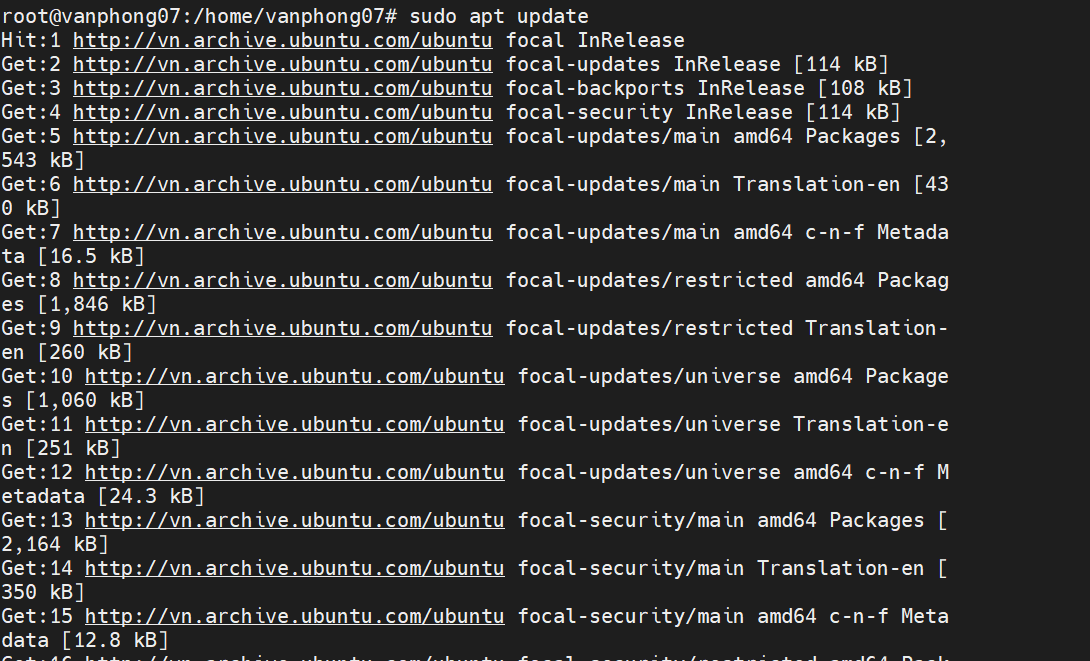 root@vanphong07:/home/vanphong07# sudo apt update
Hit:1 http://vn.archive.ubuntu.com/ubuntu focal InRelease
Get:2 http://vn.archive.ubuntu.com/ubuntu focal-updates InRelease [114 kB]
Get:3 http://vn.archive.ubuntu.com/ubuntu focal-backports InRelease [108 kB]
Get:4 http://vn.archive.ubuntu.com/ubuntu focal-security InRelease [114 kB]
Get:5 http://vn.archive.ubuntu.com/ubuntu focal-updates/main amd64 Packages [2,
543 kB]
Get:6 http://vn.archive.ubuntu.com/ubuntu focal-updates/main Translation-en [43
0 kB]
Get:7 http://vn.archive.ubuntu.com/ubuntu focal-updates/main amd64 c-n-f Metada
ta [16.5 kB]
Get:8 http://vn.archive.ubuntu.com/ubuntu focal-updates/restricted amd64 Packag
es [1,846 kB]
Get:9 http://vn.archive.ubuntu.com/ubuntu focal-updates/restricted Translation-
en [260 kB]
Get:10 http://vn.archive.ubuntu.com/ubuntu focal-updates/universe amd64 Package
s [1,060 kB]
Get:11 http://vn.archive.ubuntu.com/ubuntu focal-updates/universe Translation-e
n [251 kB]
Get:12 http://vn.archive.ubuntu.com/ubuntu focal-updates/universe amd64 c-n-f M
etadata [24.3 kB]
Get:13 http://vn.archive.ubuntu.com/ubuntu focal-security/main amd64 Packages [
2,164 kB]
Get:14 http://vn.archive.ubuntu.com/ubuntu focal-security/main Translation-en [
350 kB]
Get:15 http://vn.archive.ubuntu.com/ubuntu focal-security/main amd64 c-n-f Meta
data [12.8 kB]